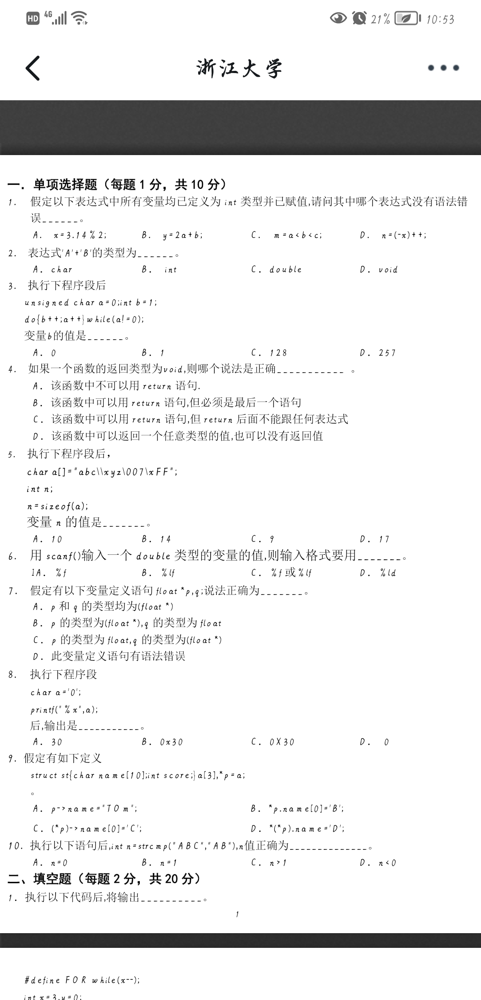 HD 4G 21% 10:53
浙江大学
一. 单项选择题（每题 1 分，共 10 分）
1. 假定以下表达式中所有变量均已定义为 int 类型并已赋值,请问其中哪个表达式没有语法错
误______。
A. x=3.14%2; B. y=2a+b; C. m=a<b<c; D. n=(-x)++;
2. 表达式'A'+'B'的类型为______。
A. char B. int C. double D. void
3. 执行下程序段后
unsigned char a=0;int b=1;
do{b++;a++}while(a!=0);
变量b的值是______。
A. 0 B. 1 C. 128 D. 257
4. 如果一个函数的返回类型为void,则哪个说法是正确___________ 。
A. 该函数中不可以用 return 语句.
B. 该函数中可以用 return 语句,但必须是最后一个语句
C. 该函数中可以用 return 语句,但 return 后面不能跟任何表达式
D. 该函数中可以返回一个任意类型的值,也可以没有返回值
5. 执行下程序段后，
char a[]="abc\\xyz\007\xFF";
int n;
n=sizeof(a);
变量 n 的值是_______。
A. 10 B. 14 C. 9 D. 17
6. 用 scanf()输入一个 double 类型的变量的值,则输入格式要用_______。
1A. %f B. %lf C. %f 或%lf D. %ld
7. 假定有以下变量定义语句 float *p,q;说法正确为_______。
A. p 和 q 的类型均为(float *)
B. p 的类型为(float *),q 的类型为 float
C. p 的类型为 float,q 的类型为(float *)
D. 此变量定义语句有语法错误
8. 执行下程序段
char a='0';
printf("%x",a);
后,输出是___________。
A. 30 B. 0x30 C. 0X30 D. 0
9. 假定有如下定义
struct st{char name[10];int score;}a[3],*p=a;
。
A. p->name="TOm"; B. *p.name[0]='B';
C. (*p)->name[0]='C'; D. *(*p).name='D';
10. 执行以下语句后,int n=strcmp("ABC","AB"),n值正确为______________。
A. n=0 B. n=1 C. n>1 D. n<0
二、填空题（每题 2 分，共 20 分）
1. 执行以下代码后,将输出___________。
1
#define FOR while(x--);
int x=3,y=0;